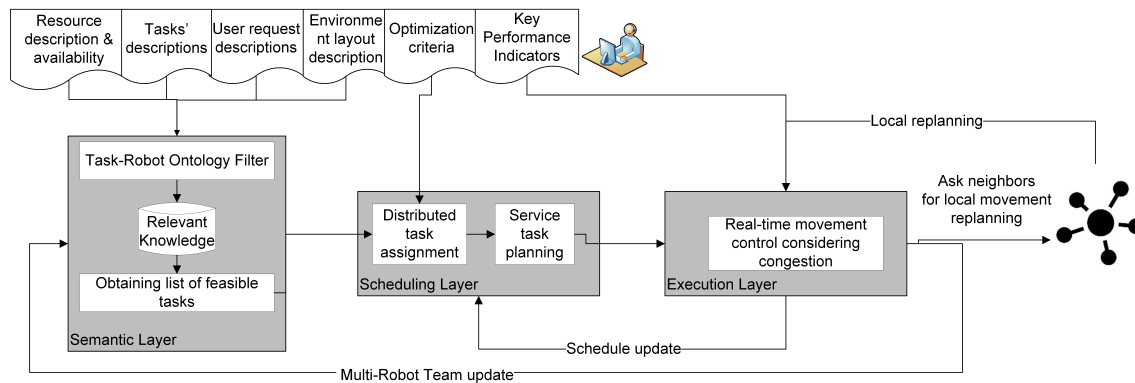 Resource
description &
availability
Tasks'
descriptions
User request
descriptions
Environme
nt layout
description
Optimization
criteria
Key
Performance
Indicators
Local replanning
Task-Robot Ontology Filter
Relevant
Knowledge
Obtaining list of feasible
tasks
Semantic Layer
Distributed
task
assignment
Service
task
planning
Scheduling Layer
Real-time movement
control considering
congestion
Execution Layer
Ask neighbors
for local movement
replanning
Schedule update
Multi-Robot Team update